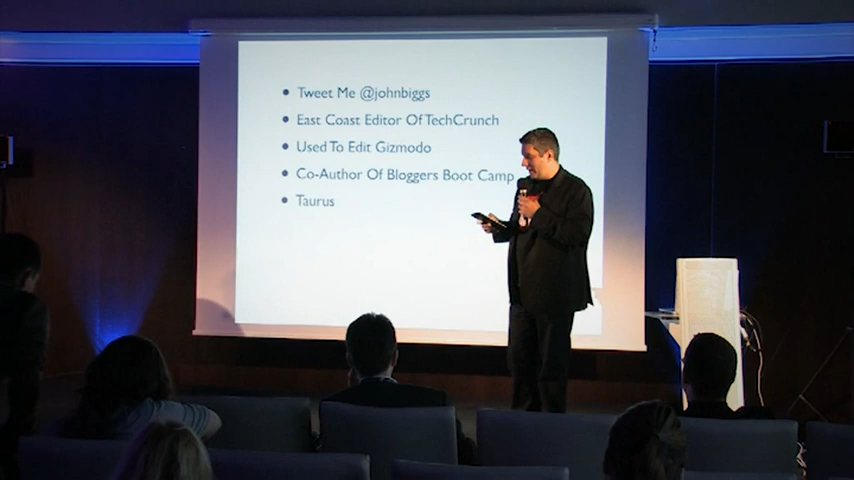 Tweet Me @johnbiggs
East Coast Editor Of TechCrunch
Used To Edit Gizmodo
Co-Author Of Bloggers Boot Camp
Taurus